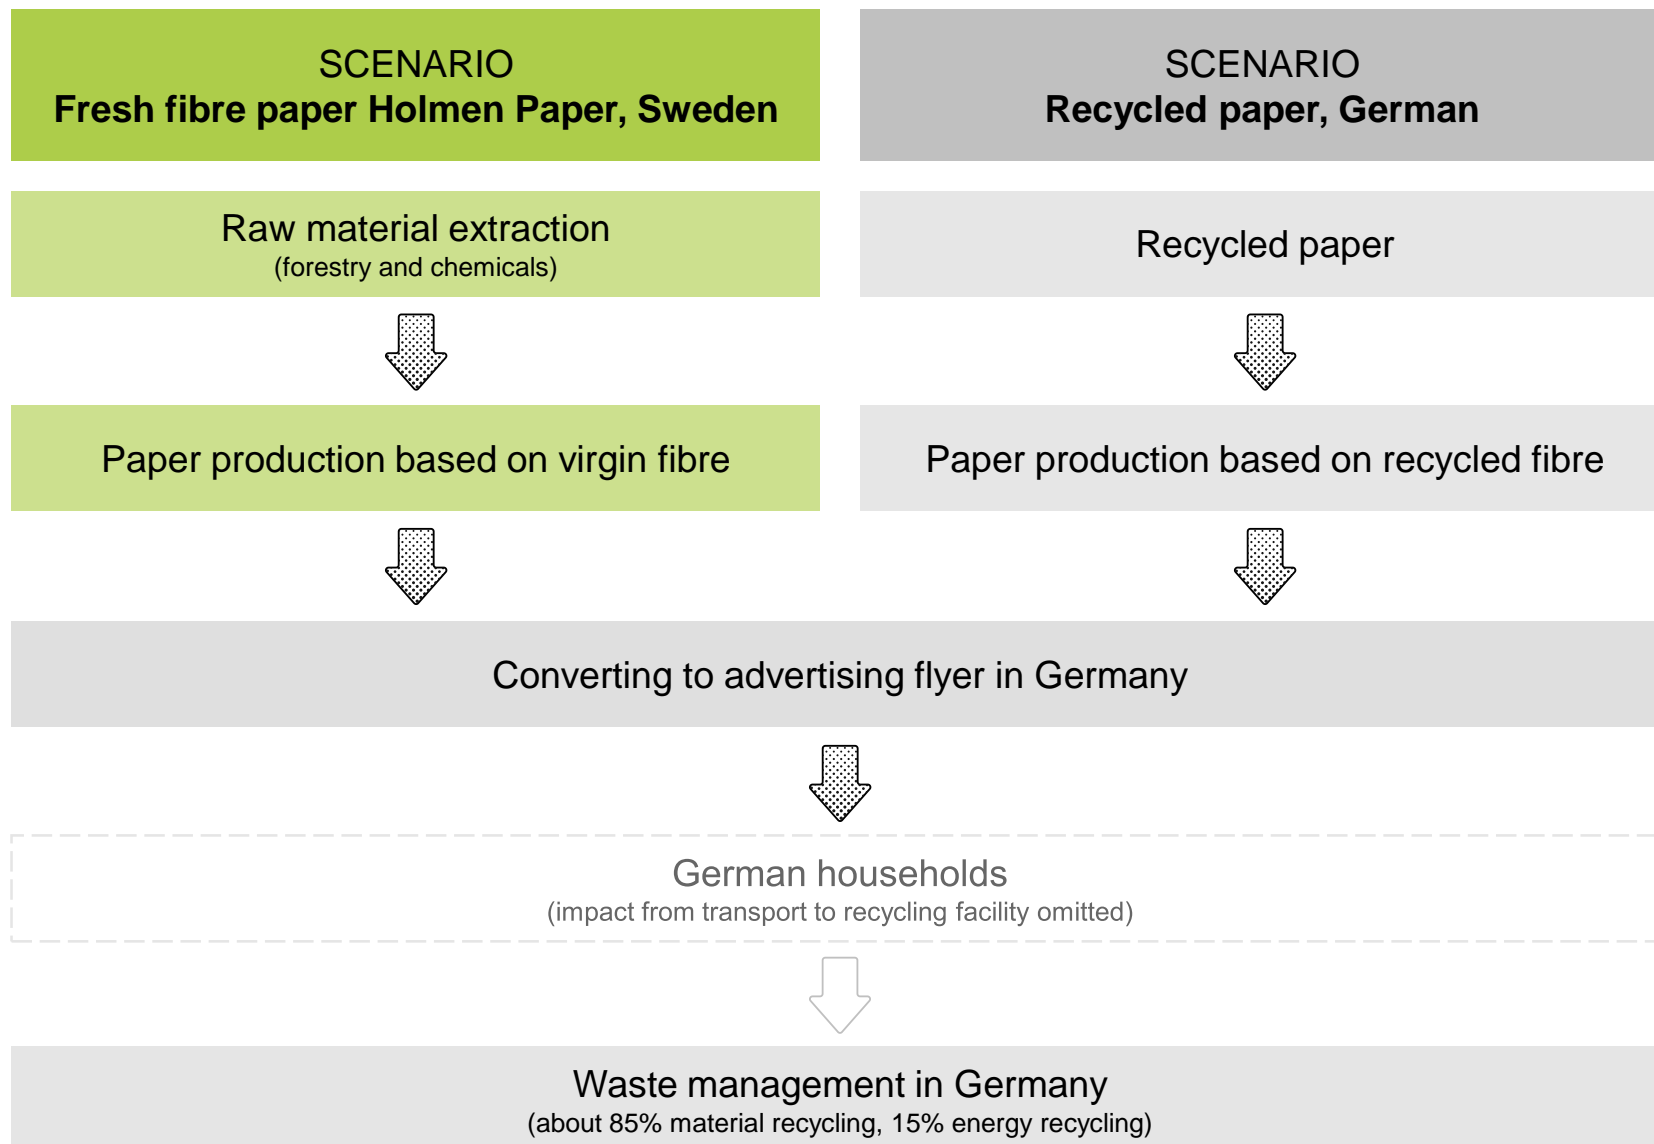 SCENARIO
Fresh fibre paper Holmen Paper, Sweden
SCENARIO
Recycled paper, German
Raw material extraction
(forestry and chemicals)
Recycled paper
Paper production based on virgin fibre
Paper production based on recycled fibre
Converting to advertising flyer in Germany
German households
(impact from transport to recycling facility omitted)
Waste management in Germany
(about 85% material recycling, 15% energy recycling)